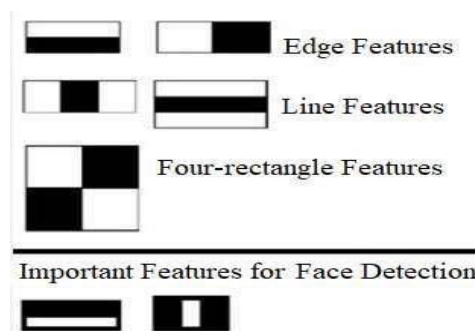 Edge Features
Line Features
Four-rectangle Features
Important Features for Face Detection